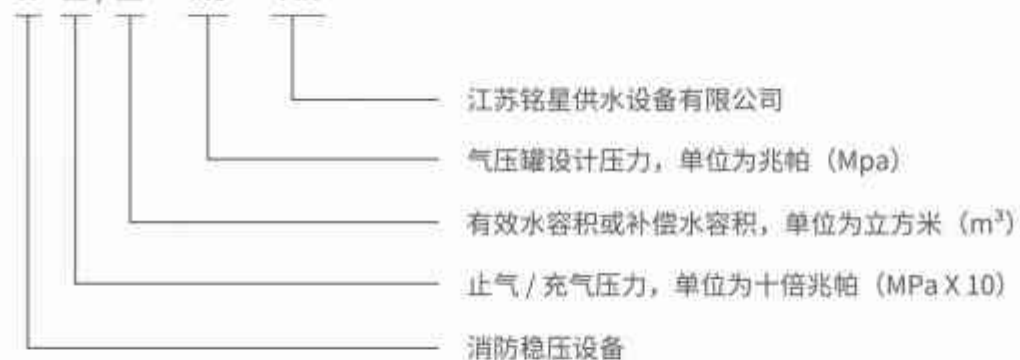 江苏铭星供水设备有限公司
气压罐设计压力，单位为兆帕（Mpa）
有效水容积或补偿水容积，单位为立方米（m³）
止气 / 充气压力，单位为十倍兆帕（MPa X 10）
消防稳压设备